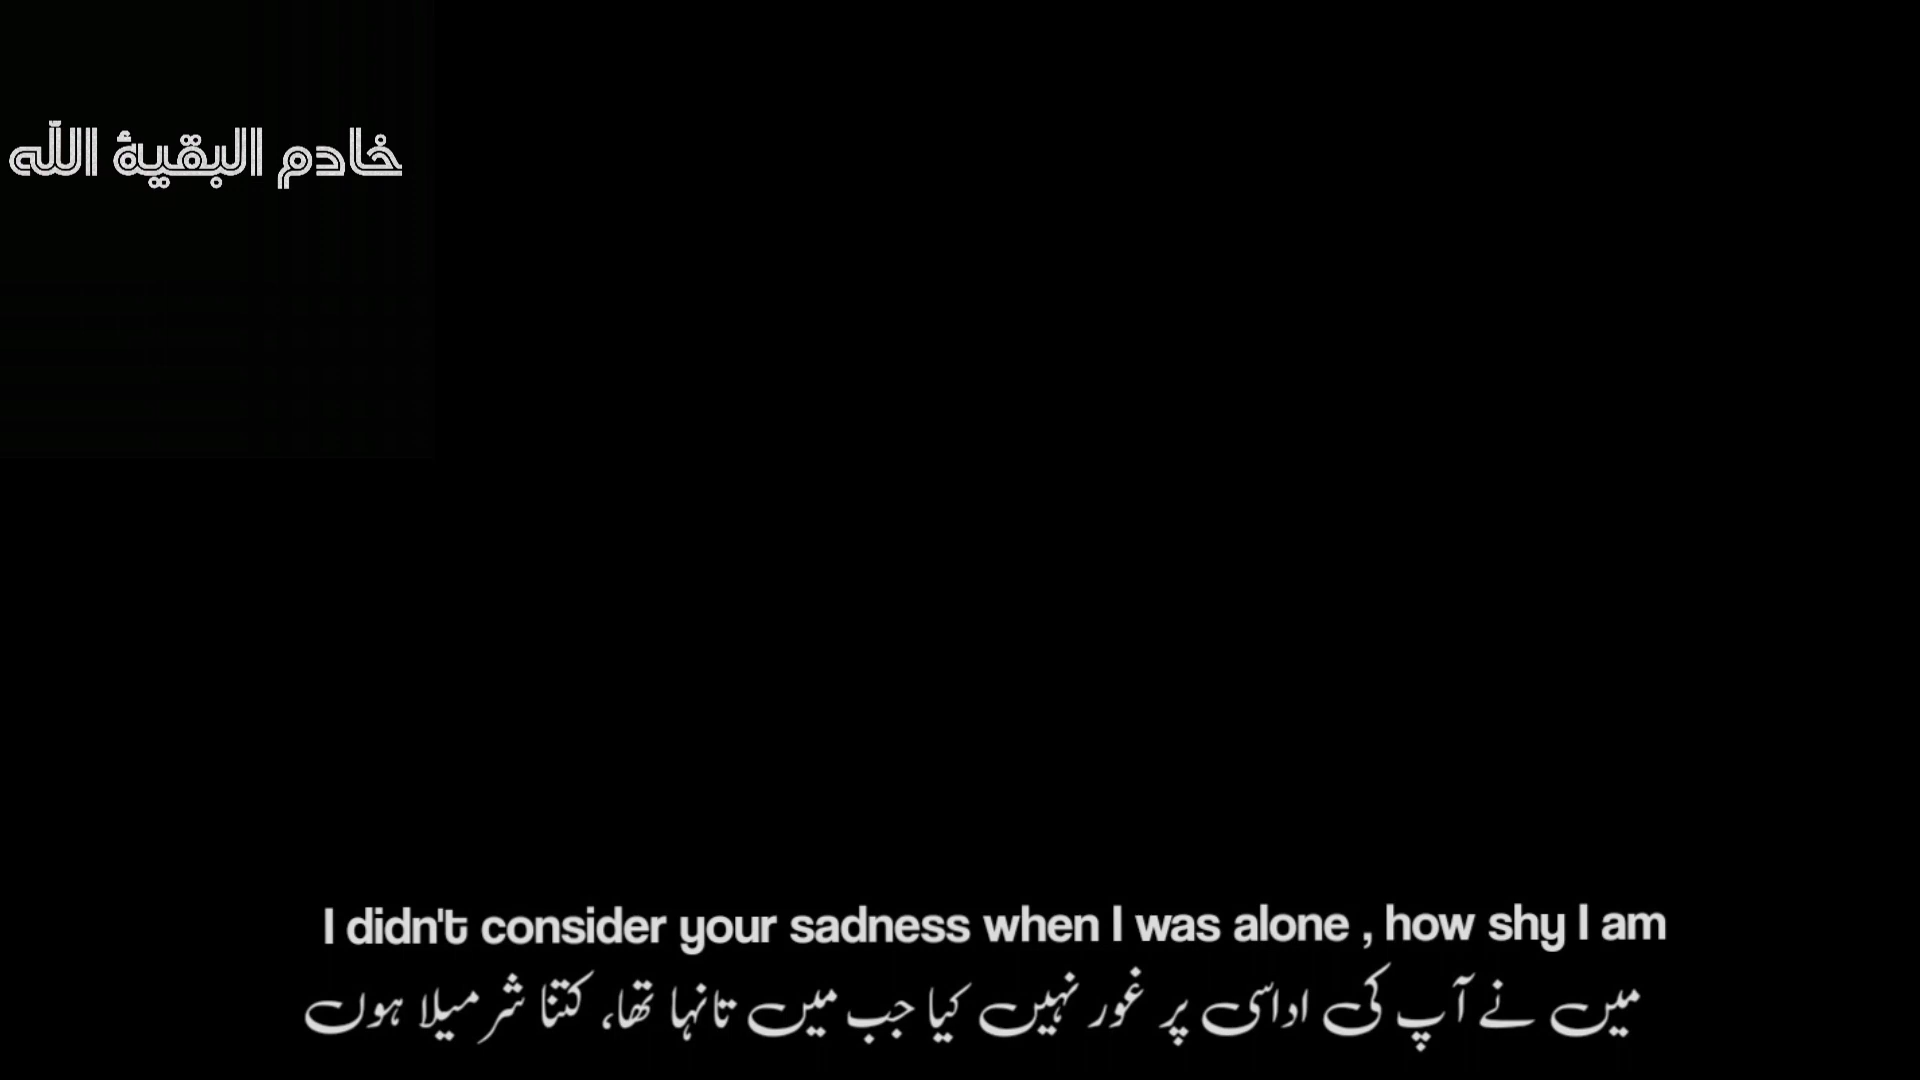 خادم البقیۃ اللہ
I didn't consider your sadness when I was alone , how shy I am
میں نے آپ کی اداسی پر غور نہیں کیا جب میں تانہا تھا، کتنا شرمیلا ہوں